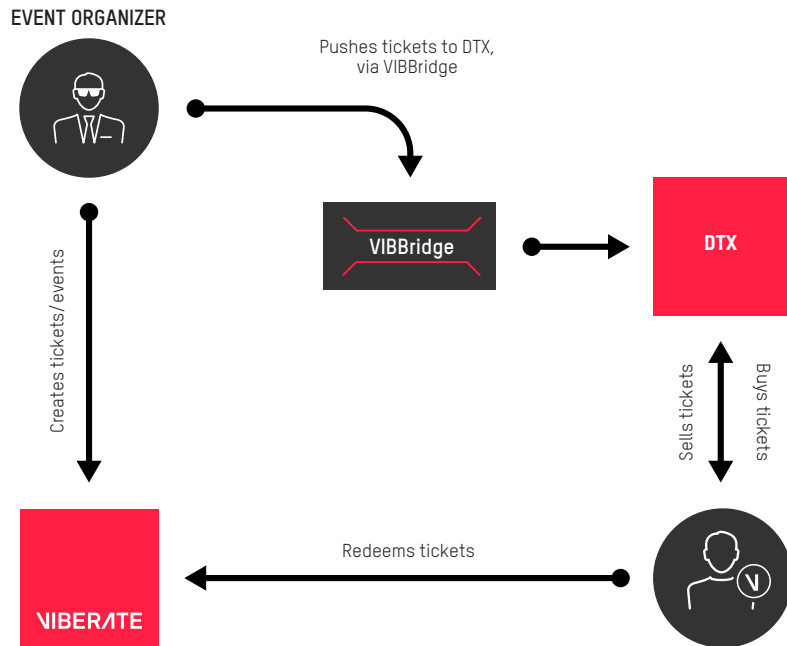 EVENT ORGANIZER
Pushes tickets to DTX,
via VIBBridge
VIBBridge
DTX
Creates tickets/events
Sells tickets
Buys tickets
Redeems tickets
VIBERATE
V